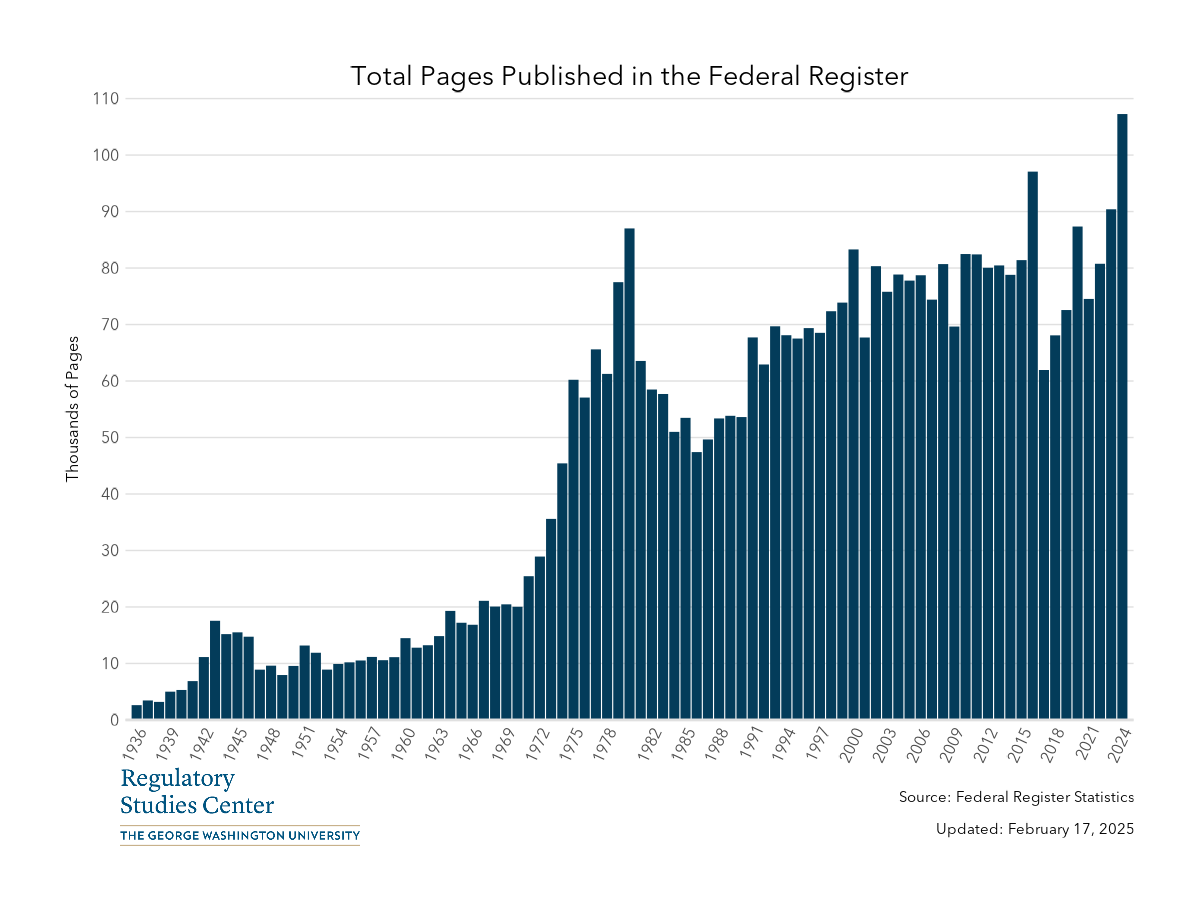 Total Pages Published in the Federal Register
110
100
90
80
70
60
50
40
30
20
10
0
Thousands of Pages
1936 1939 1942 1945 1948 1951 1954 1957 1960 1963 1966 1969 1972 1975 1978 1982 1985 1988 1991 1994 1997 2000 2003 2006 2009 2012 2015 2018 2021 2024
Regulatory
Studies Center
THE GEORGE WASHINGTON UNIVERSITY
Source: Federal Register Statistics
Updated: February 17, 2025